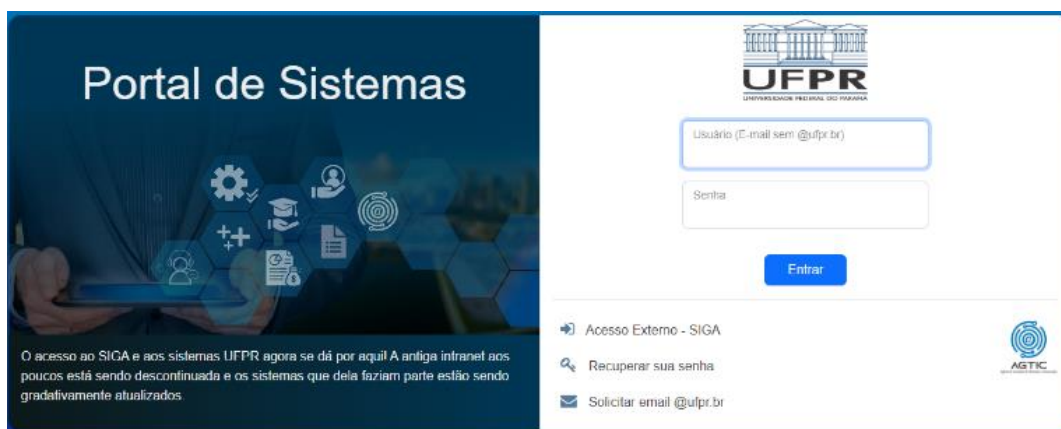 Portal de Sistemas
O acesso ao SIGA e aos sistemas UFPR agora se dá por aqui! A antiga intranet aos
poucos está sendo descontinuada e os sistemas que dela faziam parte estão sendo
gradativamente atualizados.
UFPR
UNIVERSIDADE FEDERAL DO PARANÁ
Usuário (E-mail sem @ufpr.br)
Senha
Entrar
Acesso Externo - SIGA
Recuperar sua senha
Solicitar email @ufpr.br
AGTIC